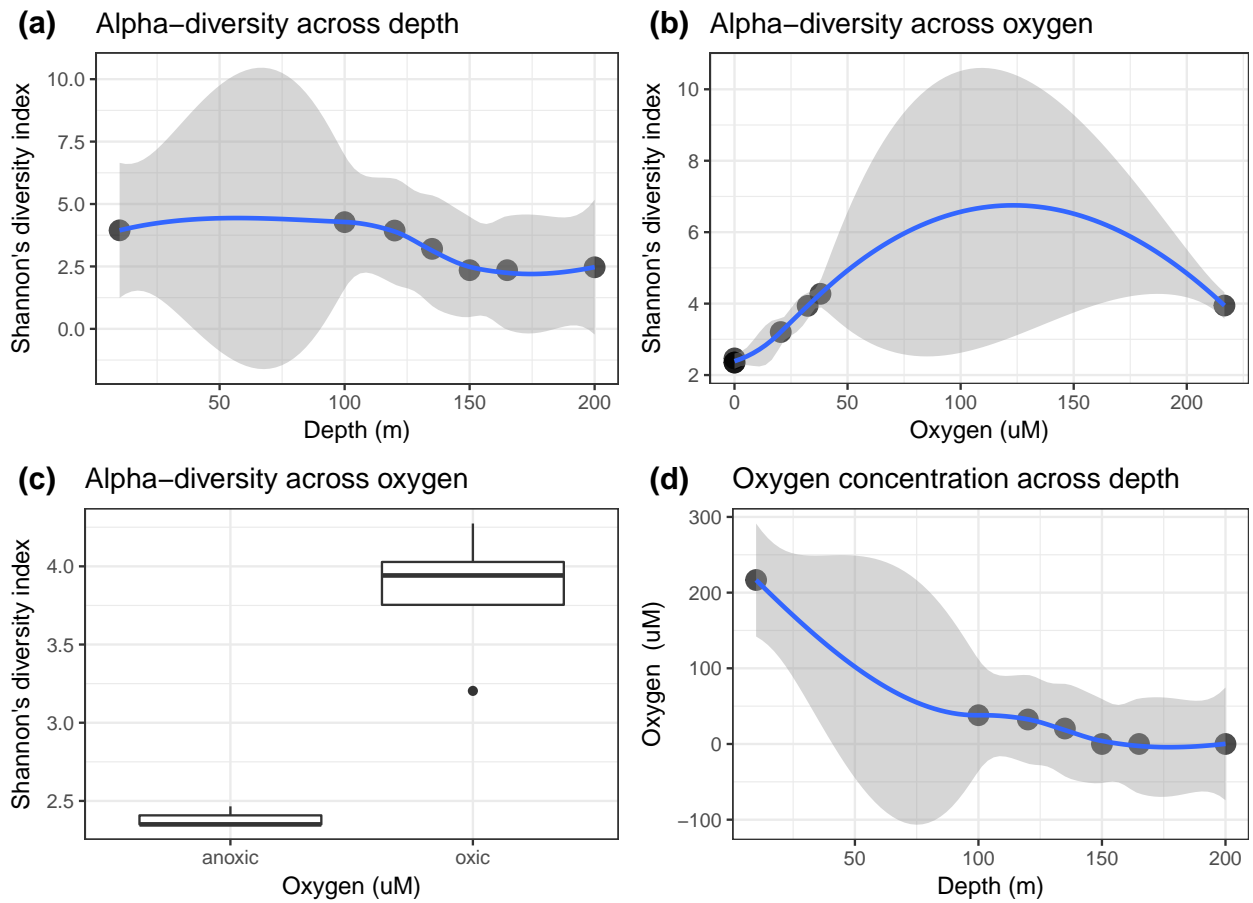 (a) Alpha−diversity across depth
Shannon's diversity index
10.0
7.5
5.0
2.5
0.0
50 100 150 200
Depth (m)
(b) Alpha−diversity across oxygen
Shannon's diversity index
10
8
6
4
2
0 50 100 150 200
Oxygen (uM)
(c) Alpha−diversity across oxygen
Shannon's diversity index
4.0
3.5
3.0
2.5
anoxic oxic
Oxygen (uM)
(d) Oxygen concentration across depth
Oxygen (uM)
300
200
100
0
−100
50 100 150 200
Depth (m)